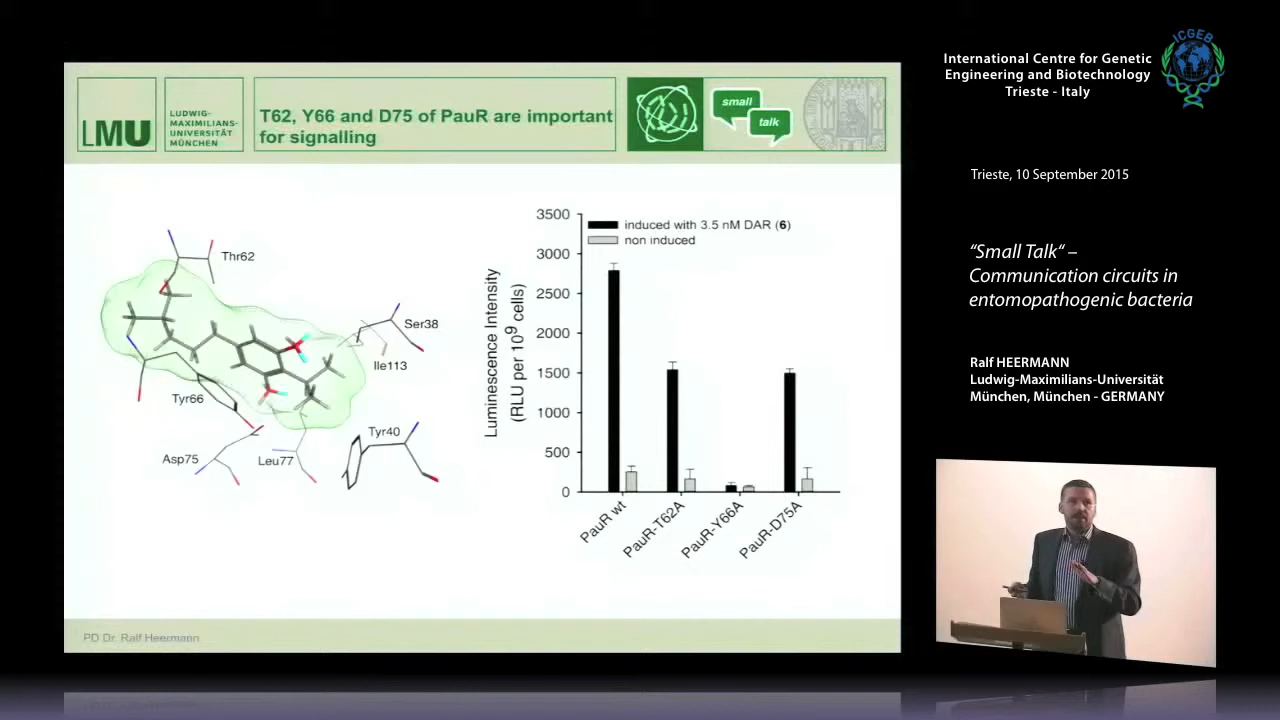 LMU
LUDWIG-
MAXIMILIANS-
UNIVERSITÄT
MÜNCHEN
T62, Y66 and D75 of PauR are important
for signalling
small
talk
Thr62
Ser38
Ile113
Tyr66
Tyr40
Asp75
Leu77
Luminescence Intensity
(RLU per 10⁹ cells)
3500
3000
2500
2000
1500
1000
500
0
induced with 3.5 nM DAR (6)
non induced
PauR wt
PauR-T62A
PauR-Y66A
PauR-D75A
PD Dr. Ralf Heermann
International Centre for Genetic
Engineering and Biotechnology
Trieste - Italy
ICGEB
Trieste, 10 September 2015
“Small Talk“ –
Communication circuits in
entomopathogenic bacteria
Ralf HEERMANN
Ludwig-Maximilians-Universität
München, München - GERMANY